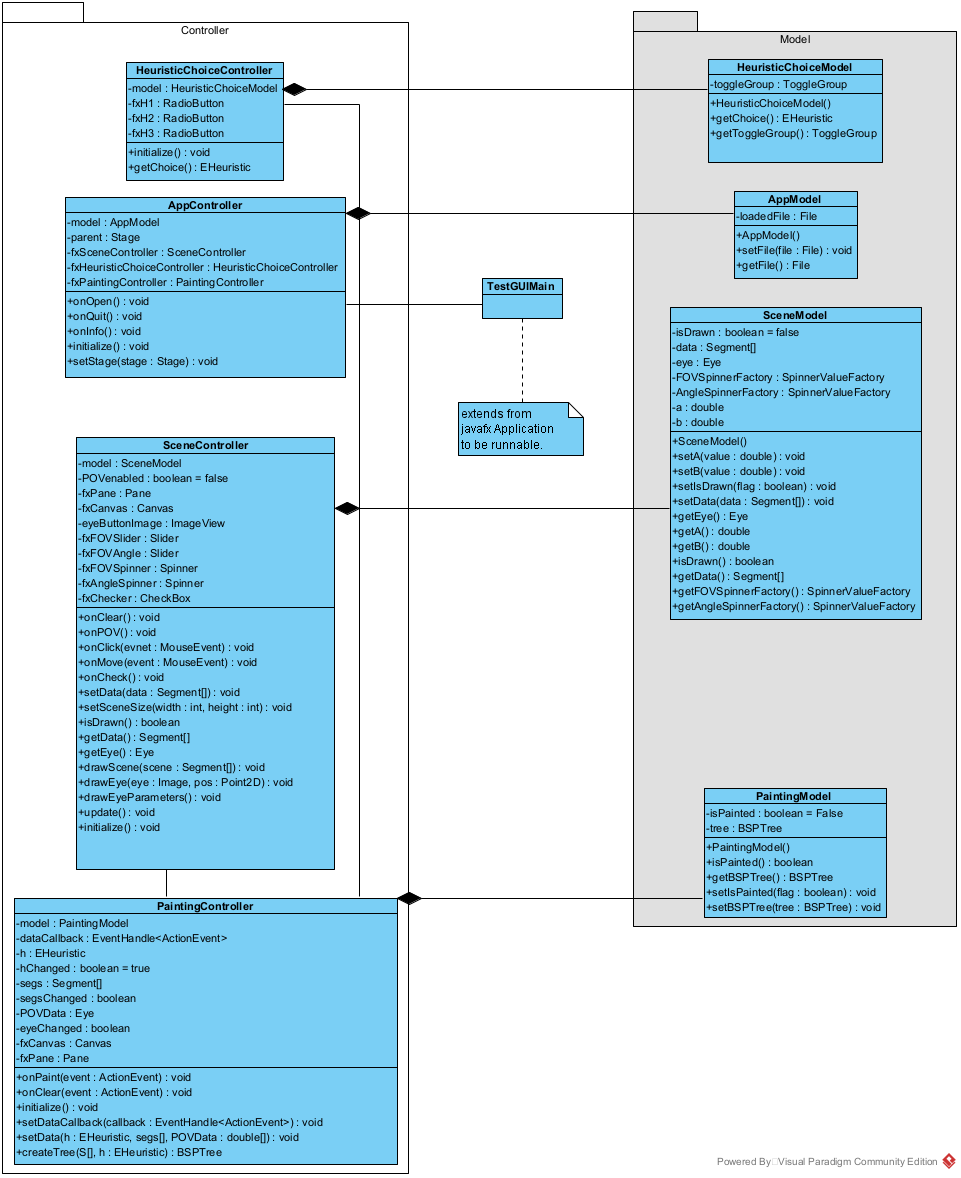 Controller
HeuristicChoiceController
-model : HeuristicChoiceModel
-fxH1 : RadioButton
-fxH2 : RadioButton
-fxH3 : RadioButton
+initialize() : void
+getChoice() : EHeuristic
AppController
-model : AppModel
-parent : Stage
-fxSceneController : SceneController
-fxHeuristicChoiceController : HeuristicChoiceController
-fxPaintingController : PaintingController
+onOpen() : void
+onQuit() : void
+onInfo() : void
+initialize() : void
+setStage(stage : Stage) : void
SceneController
-model : SceneModel
-POVenabled : boolean = false
-fxPane : Pane
-fxCanvas : Canvas
-eyeButtonImage : ImageView
-fxFOVSlider : Slider
-fxFOVAngle : Slider
-fxFOVSpinner : Spinner
-fxAngleSpinner : Spinner
-fxChecker : CheckBox
+onClear() : void
+onPOV() : void
+onClick(evnet : MouseEvent) : void
+onMove(event : MouseEvent) : void
+onCheck() : void
+setData(data : Segment[]) : void
+setSceneSize(width : int, height : int) : void
+isDrawn() : boolean
+getData() : Segment[]
+getEye() : Eye
+drawScene(scene : Segment[]) : void
+drawEye(eye : Image, pos : Point2D) : void
+drawEyeParameters() : void
+update() : void
+initialize() : void
PaintingController
-model : PaintingModel
-dataCallback : EventHandle<ActionEvent>
-h : EHeuristic
-hChanged : boolean = true
-segs : Segment[]
-segsChanged : boolean
-POVData : Eye
-eyeChanged : boolean
-fxCanvas : Canvas
-fxPane : Pane
+onPaint(event : ActionEvent) : void
+onClear(event : ActionEvent) : void
+initialize() : void
+setDataCallback(callback : EventHandle<ActionEvent>) : void
+setData(h : EHeuristic, segs[], POVData : double[]) : void
+createTree(S[], h : EHeuristic) : BSPTree
TestGUIMain
extends from
javafx Application
to be runnable.
Model
HeuristicChoiceModel
-toggleGroup : ToggleGroup
+HeuristicChoiceModel()
+getChoice() : EHeuristic
+getToggleGroup() : ToggleGroup
AppModel
-loadedFile : File
+AppModel()
+setFile(file : File) : void
+getFile() : File
SceneModel
-isDrawn : boolean = false
-data : Segment[]
-eye : Eye
-FOVSpinnerFactory : SpinnerValueFactory
-AngleSpinnerFactory : SpinnerValueFactory
-a : double
-b : double
+SceneModel()
+setA(value : double) : void
+setB(value : double) : void
+setIsDrawn(flag : boolean) : void
+setData(data : Segment[]) : void
+getEye() : Eye
+getA() : double
+getB() : double
+isDrawn() : boolean
+getData() : Segment[]
+getFOVSpinnerFactory() : SpinnerValueFactory
+getAngleSpinnerFactory() : SpinnerValueFactory
PaintingModel
-isPainted : boolean = False
-tree : BSPTree
+PaintingModel()
+isPainted() : boolean
+getBSPTree() : BSPTree
+setIsPainted(flag : boolean) : void
+setBSPTree(tree : BSPTree) : void
Powered By Visual Paradigm Community Edition